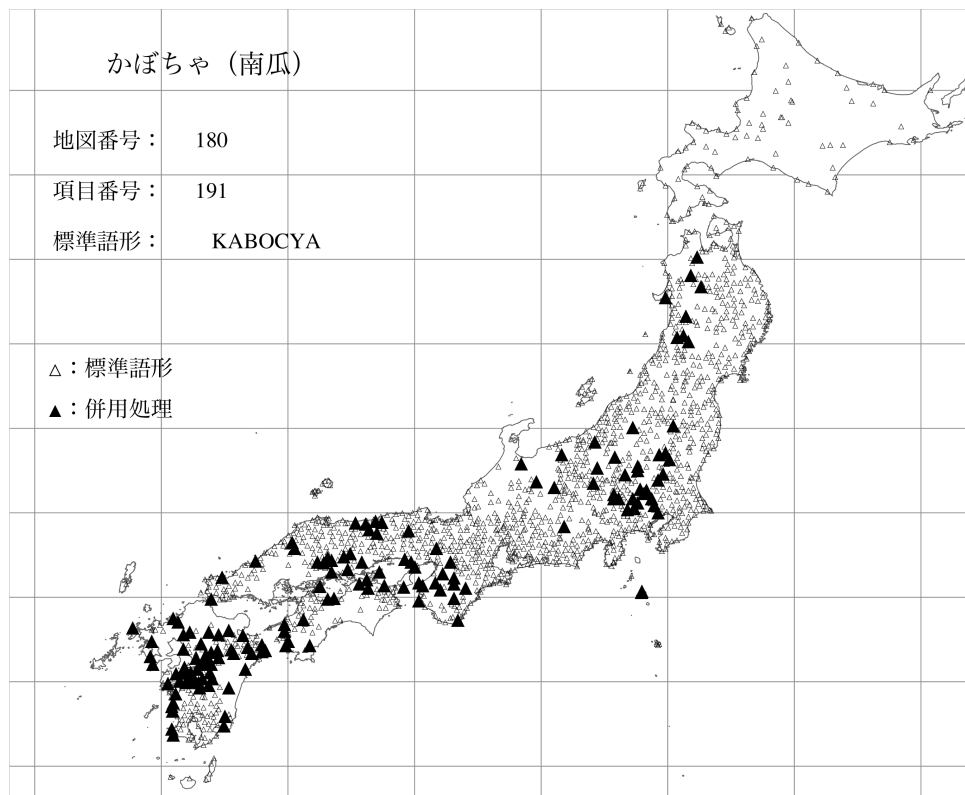 かぼちゃ（南瓜）
地図番号： 180
項目番号： 191
標準語形： KABOCYA
△：標準語形
▲：併用処理